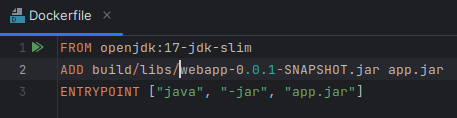 Dockerfile
1 FROM openjdk:17-jdk-slim
2 ADD build/libs/webapp-0.0.1-SNAPSHOT.jar app.jar
3 ENTRYPOINT ["java", "-jar", "app.jar"]